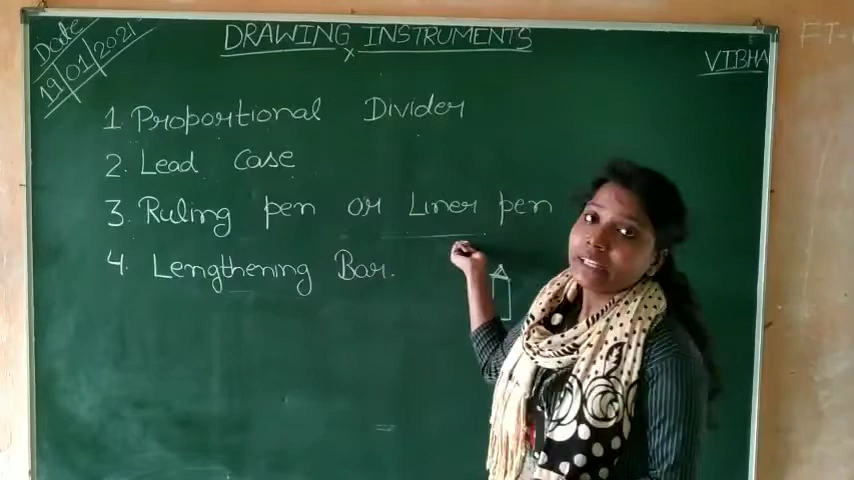 Date
19/01/2021
DRAWING INSTRUMENTS
VIBHA
1. Proportional Divider
2. Lead Case
3. Ruling pen or Liner pen
4. Lengthening Bar.